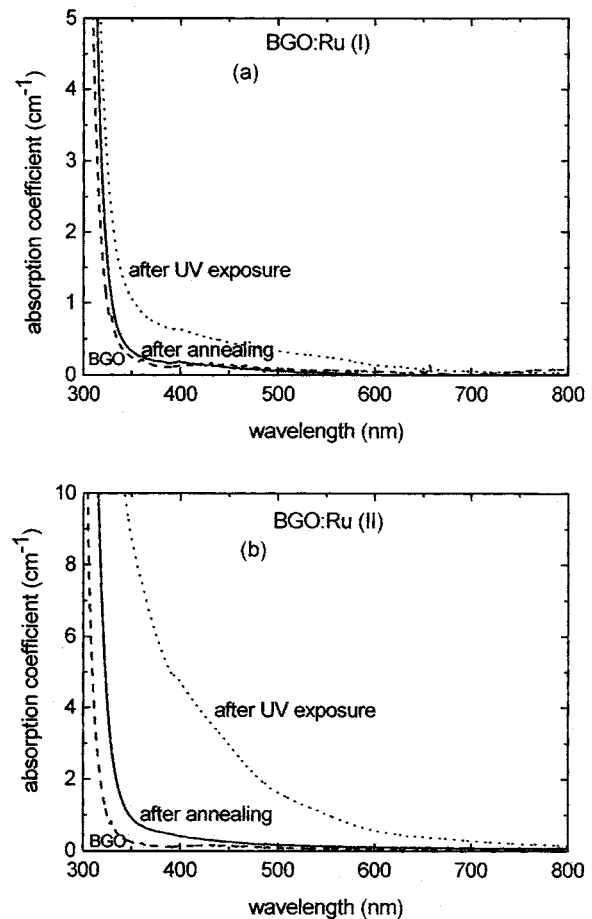 BGO:Ru (I)
(a)
absorption coefficient (cm⁻¹)
5
4
3
2
1
0
after UV exposure
after annealing
BGO
300 400 500 600 700 800
wavelength (nm)
BGO:Ru (II)
(b)
absorption coefficient (cm⁻¹)
10
8
6
4
2
0
after UV exposure
after annealing
BGO
300 400 500 600 700 800
wavelength (nm)